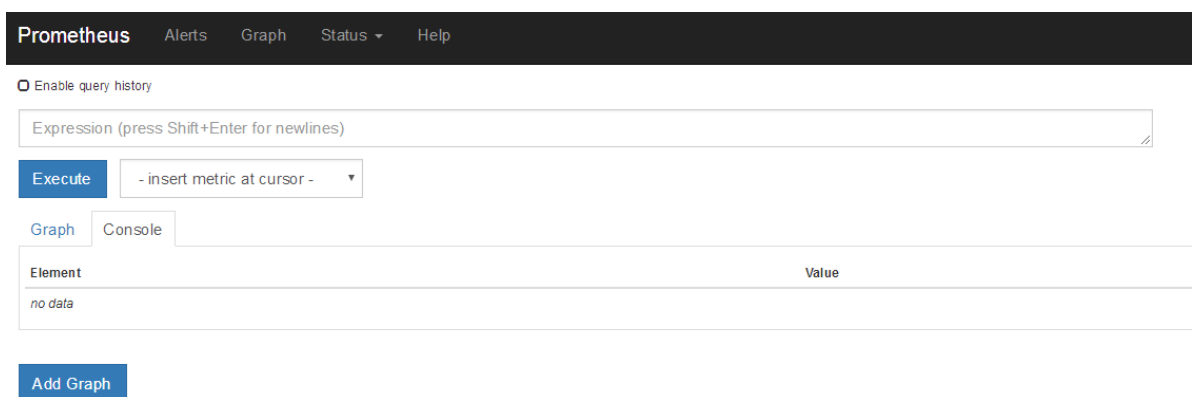 Prometheus Alerts Graph Status Help
Enable query history
Expression (press Shift+Enter for newlines)
Execute - insert metric at cursor -
Graph Console
Element Value
no data
Add Graph